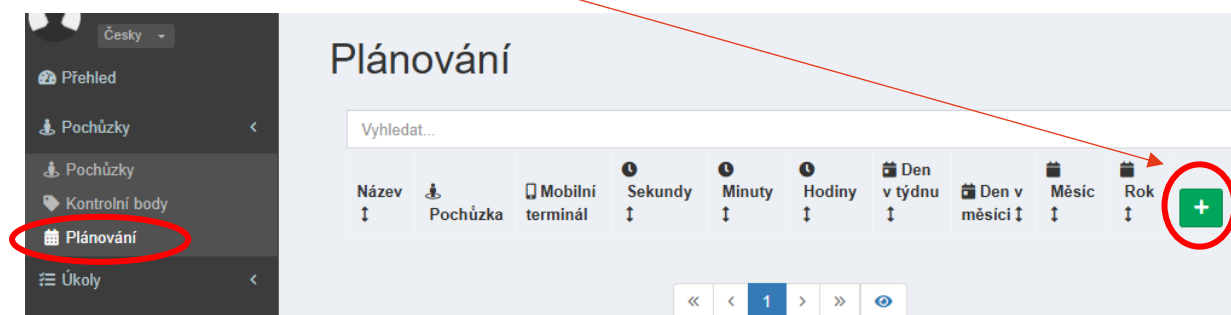 Česky
Přehled
Pochůzky
Pochůzky
Kontrolní body
Plánování
Úkoly
Plánování
Vyhledat...
Název
Pochůzka
Mobilní
terminál
Sekundy
Minuty
Hodiny
Den
v týdnu
Den v
měsíci
Měsíc
Rok
+
« < 1 > »